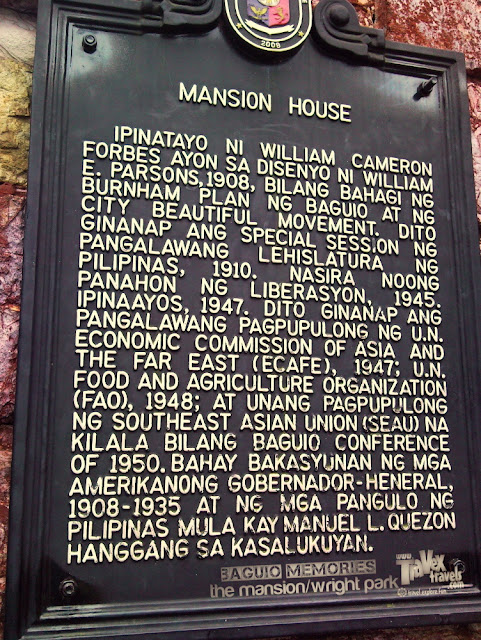 2009
MANSION HOUSE
IPINATAYO NI WILLIAM CAMERON
FORBES AYON SA DISENYO NI WILLIAM
E. PARSONS, 1908, BILANG BAHAGI NG
BURNHAM PLAN NG BAGUIO AT NG
CITY BEAUTIFUL MOVEMENT. DITO
GINANAP ANG SPECIAL SESSION NG
PANGALAWANG LEHISLATURA NG
PILIPINAS, 1910. NASIRA NOONG
PANAHON NG LIBERASYON, 1945.
IPINAAYOS, 1947. DITO GINANAP ANG
PANGALAWANG PAGPUPULONG NG U.N.
ECONOMIC COMMISSION OF ASIA AND
THE FAR EAST (ECAFE), 1947; U.N.
FOOD AND AGRICULTURE ORGANIZATION
(FAO), 1948; AT UNANG PAGPUPULONG
NG SOUTHEAST ASIAN UNION (SEAU) NA
KILALA BILANG BAGUIO CONFERENCE
OF 1950. BAHAY BAKASYUNAN NG MGA
AMERIKANONG GOBERNADOR-HENERAL,
1908-1935 AT NG MGA PANGULO NG
PILIPINAS MULA KAY MANUEL L. QUEZON
HANGGANG SA KASALUKUYAN.
BAGUIO MEMORIES
the mansion/wright park
www.
TraVex
travels
.com
travel. explore. fun.